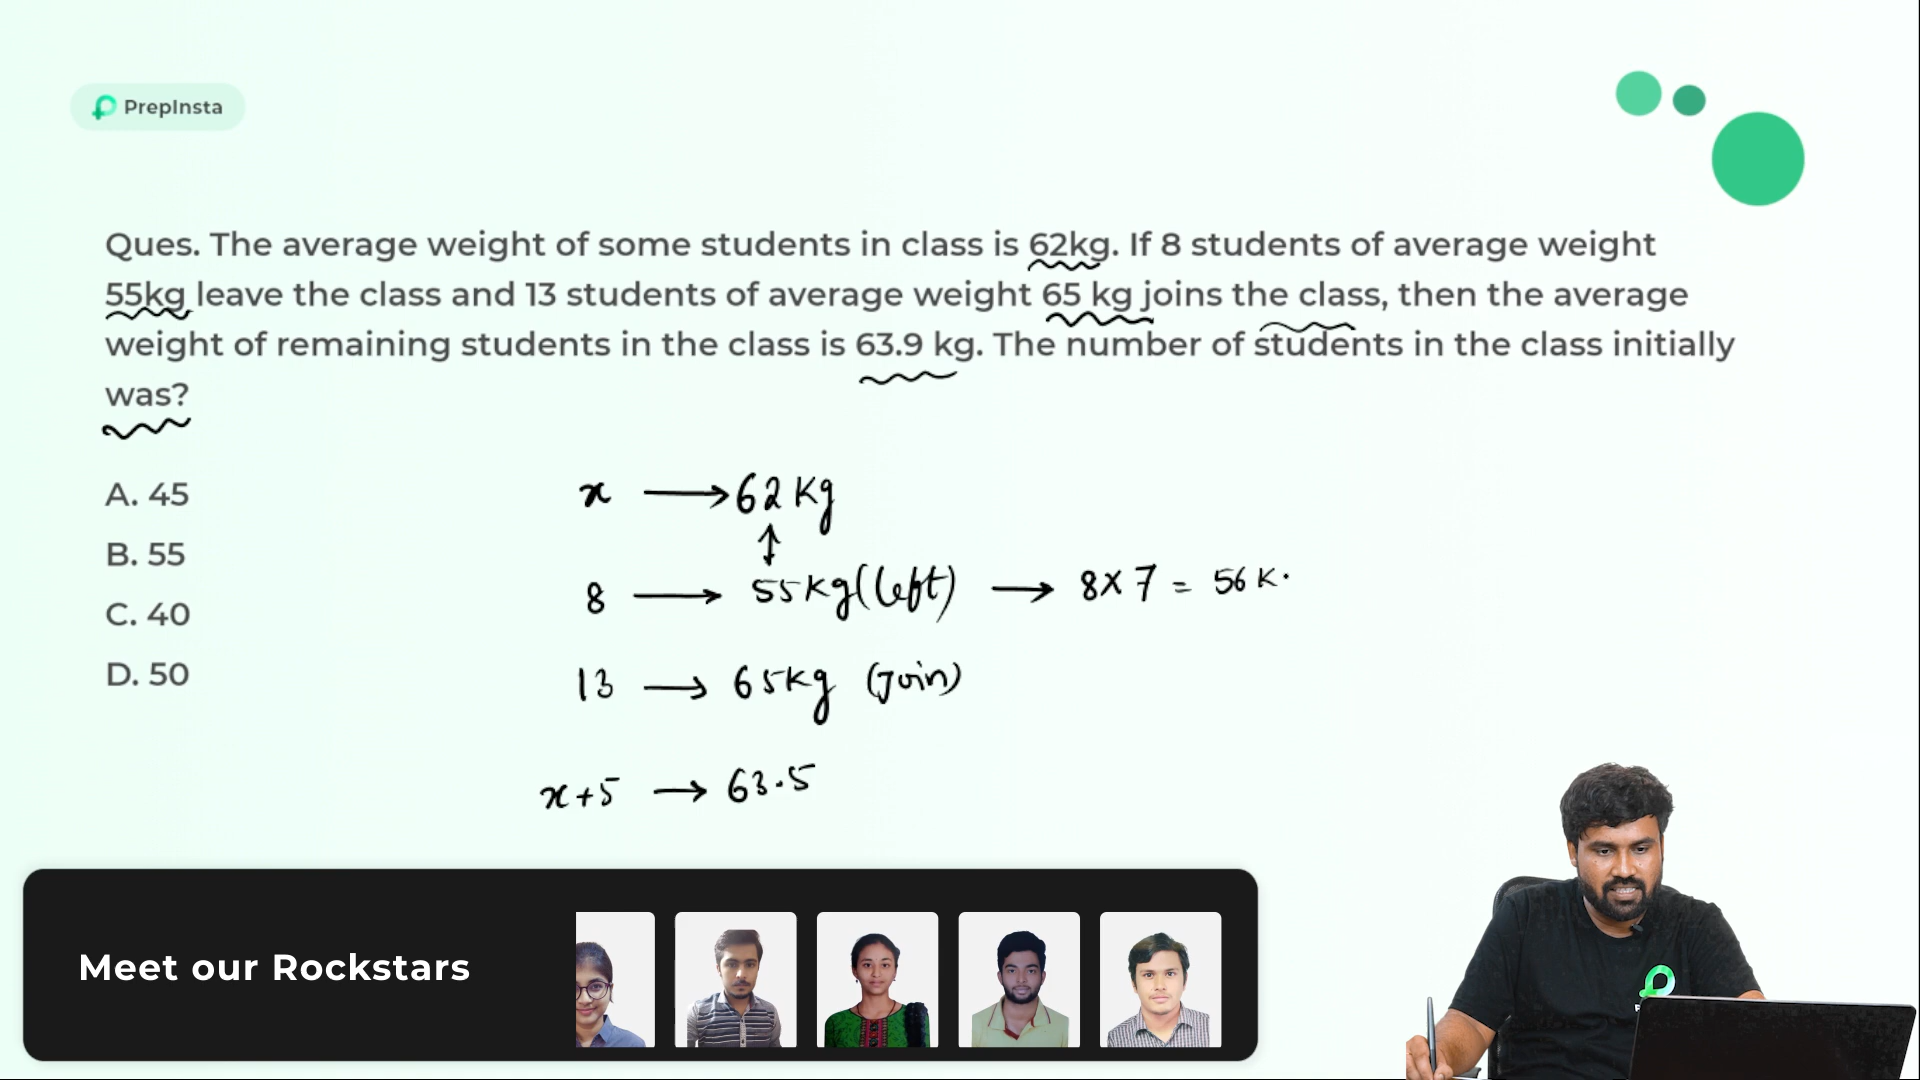 PrepInsta
Ques. The average weight of some students in class is 62kg. If 8 students of average weight
55kg leave the class and 13 students of average weight 65 kg joins the class, then the average
weight of remaining students in the class is 63.9 kg. The number of students in the class initially
was?
A. 45
B. 55
C. 40
D. 50
x → 62 kg
8 → 55kg (left) → 8x7 = 56 K.
13 → 65kg (Join)
x+5 → 63.5
Meet our Rockstars